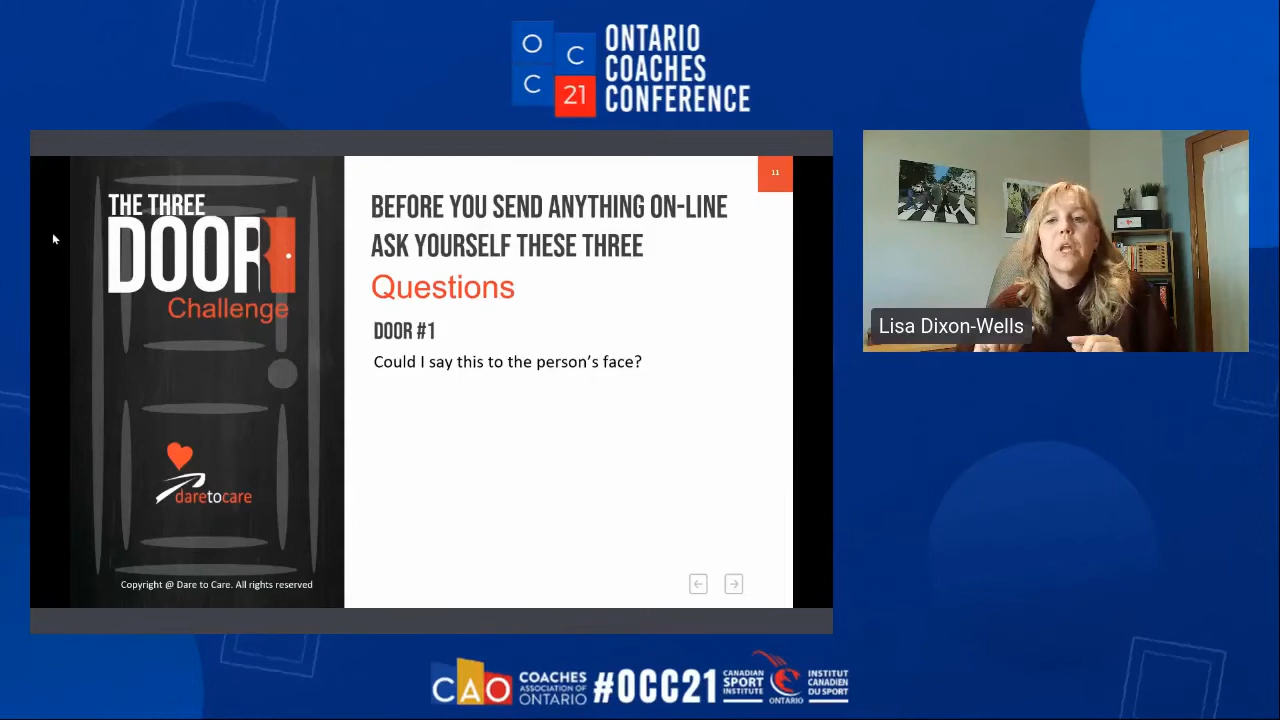 O
C
C
21
ONTARIO
COACHES
CONFERENCE
THE THREE
DOOR
Challenge
daretocare
Copyright @ Dare to Care. All rights reserved
11
BEFORE YOU SEND ANYTHING ON-LINE
ASK YOURSELF THESE THREE
Questions
DOOR #1
Could I say this to the person's face?
Lisa Dixon-Wells
CAO
COACHES
ASSOCIATION OF
ONTARIO
#OCC21
CANADIAN
SPORT
INSTITUTE
ONTARIO
INSTITUT
CANADIEN
DU SPORT